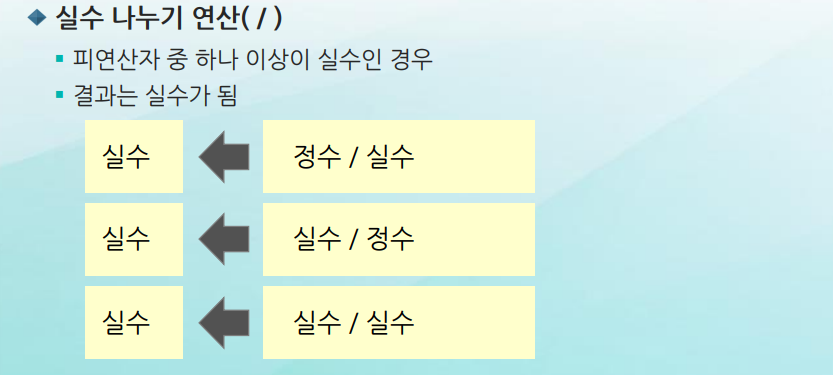 실수 나누기 연산( / )
피연산자 중 하나 이상이 실수인 경우
결과는 실수가 됨
실수 정수 / 실수
실수 실수 / 정수
실수 실수 / 실수